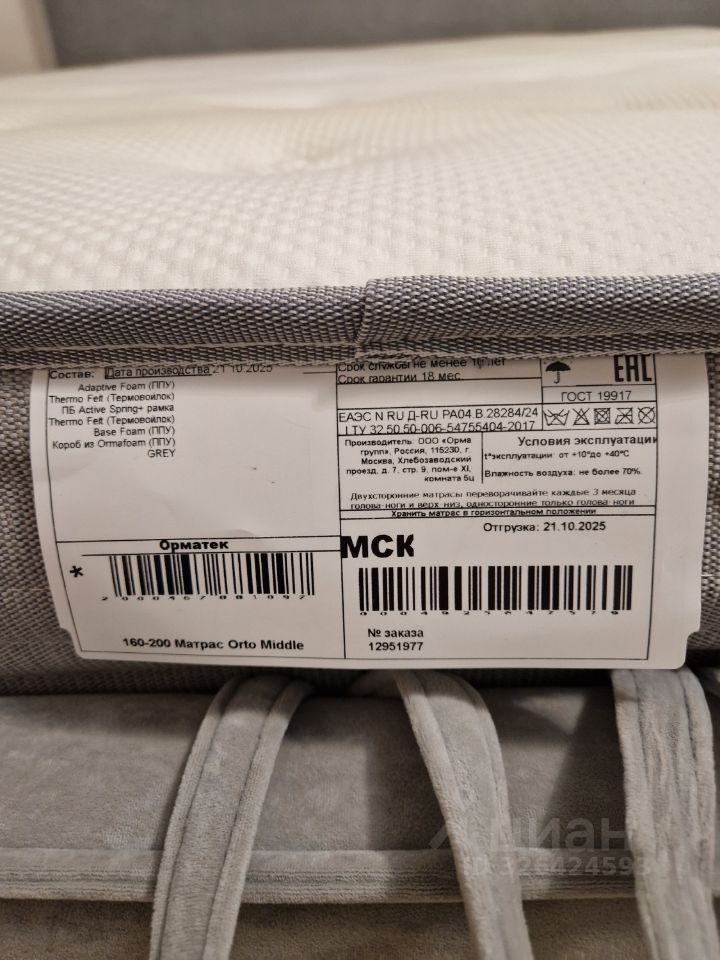 Состав: Дата производства 21.10.2025
Adaptive Foam (ППУ)
Thermo Felt (Термовойлок)
ПБ Active Spring+ рамка
Thermo Felt (Термовойлок)
Base Foam (ППУ)
Короб из Ormafoam (ППУ)
GREY
Срок службы не менее 10 лет
Срок гарантии 18 мес.
ЕАС
ГОСТ 19917
ЕАЭС N RU Д-RU РА04.В.28284/24
ТУ 32.50.50-006-54755404-2017
Производитель: ООО «Орма
групп», Россия, 115230, г.
Москва, Хлебозаводский
проезд, д. 7, стр. 9, пом-е XI,
комната 5ц
Условия эксплуатации
t°эксплуатации: от +10°до +40°С
Влажность воздуха: не более 70%.
Двухсторонние матрасы переворачивайте каждые 3 месяца
голова-ноги и верх-низ, односторонние только голова-ноги
Хранить матрас в горизонтальном положении
Отгрузка: 21.10.2025
Орматек
*
160-200 Матрас Orto Middle
МСК
№ заказа
12951977
циан